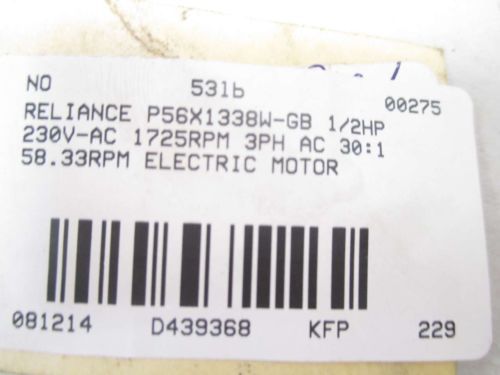 NO 53lb 00275
RELIANCE P56X1338W-GB 1/2HP
230V-AC 1725RPM 3PH AC 30:1
58.33RPM ELECTRIC MOTOR
081214 D439368 KFP 229